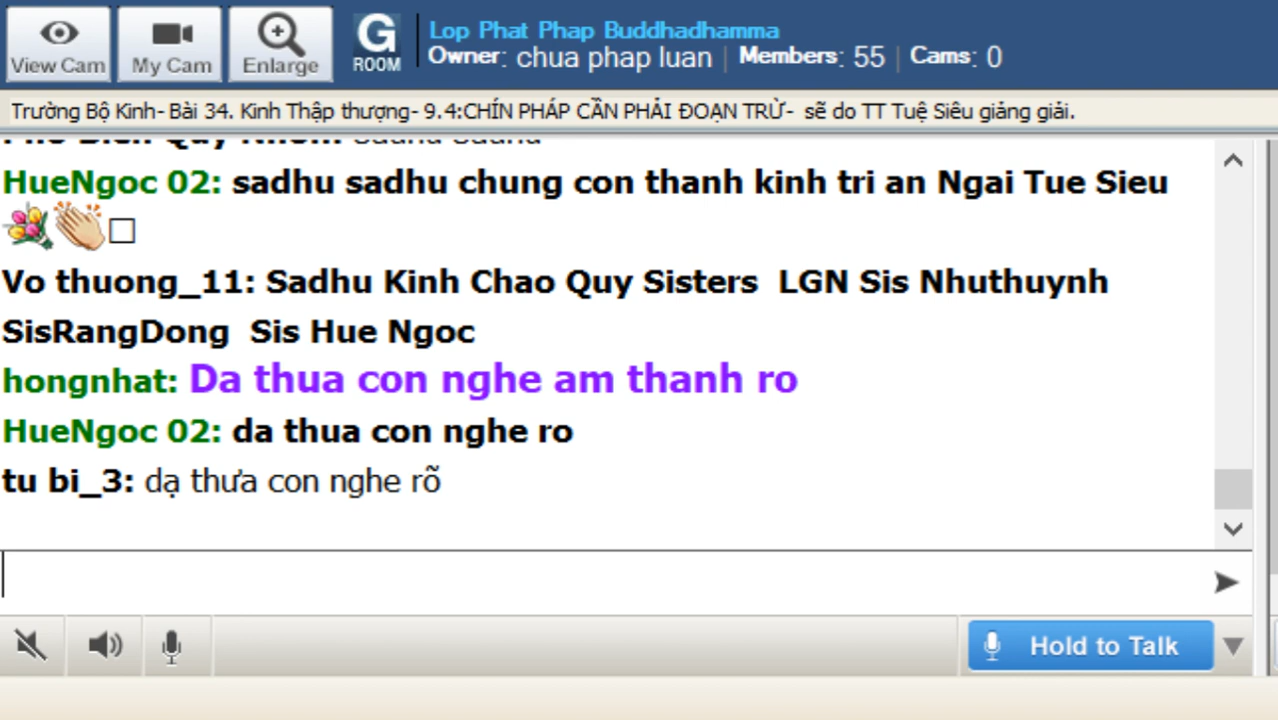 View Cam
My Cam
Enlarge
G
ROOM
Lop Phat Phap Buddhadhamma
Owner: chua phap luan | Members: 55 | Cams: 0
Trường Bộ Kinh- Bài 34. Kinh Thập thượng- 9.4:CHÍN PHÁP CẦN PHẢI ĐOẠN TRỪ- sẽ do TT Tuệ Siêu giảng giải.
HueNgoc 02: sadhu sadhu chung con thanh kinh tri an Ngai Tue Sieu
Vo thuong_11: Sadhu Kinh Chao Quy Sisters LGN Sis Nhuthuynh
SisRangDong Sis Hue Ngoc
hongnhat: Da thua con nghe am thanh ro
HueNgoc 02: da thua con nghe ro
tu bi_3: dạ thưa con nghe rõ
Hold to Talk